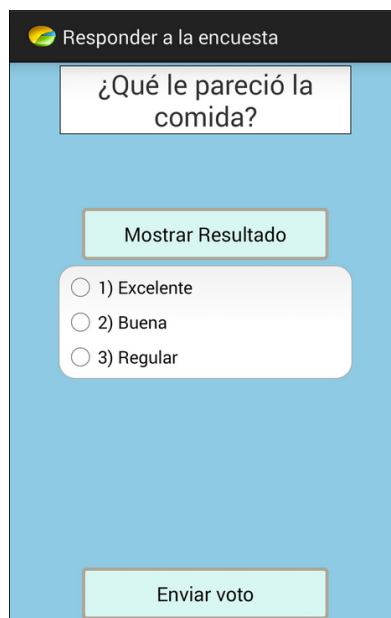 Responder a la encuesta
¿Qué le pareció la
comida?
Mostrar Resultado
1) Excelente
2) Buena
3) Regular
Enviar voto